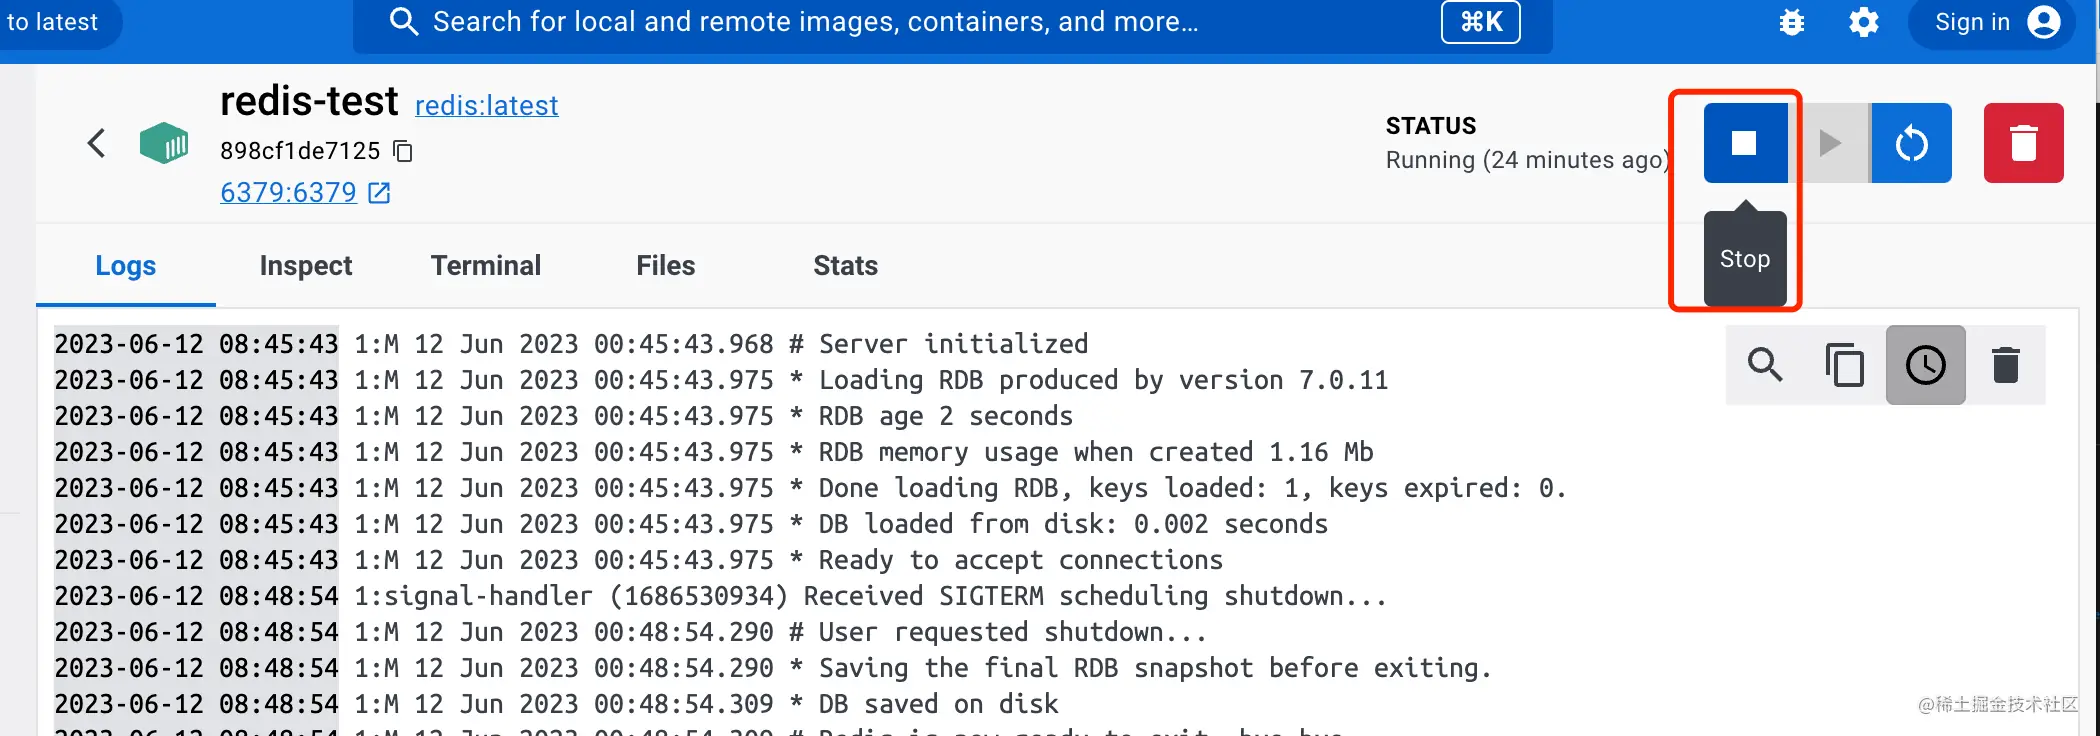 to latest
Search for local and remote images, containers, and more…
⌘K
Sign in
redis-test redis:latest
898cf1de7125
6379:6379
STATUS
Running (24 minutes ago)
Stop
Logs Inspect Terminal Files Stats
2023-06-12 08:45:43 1:M 12 Jun 2023 00:45:43.968 # Server initialized
2023-06-12 08:45:43 1:M 12 Jun 2023 00:45:43.975 * Loading RDB produced by version 7.0.11
2023-06-12 08:45:43 1:M 12 Jun 2023 00:45:43.975 * RDB age 2 seconds
2023-06-12 08:45:43 1:M 12 Jun 2023 00:45:43.975 * RDB memory usage when created 1.16 Mb
2023-06-12 08:45:43 1:M 12 Jun 2023 00:45:43.975 * Done loading RDB, keys loaded: 1, keys expired: 0.
2023-06-12 08:45:43 1:M 12 Jun 2023 00:45:43.975 * DB loaded from disk: 0.002 seconds
2023-06-12 08:45:43 1:M 12 Jun 2023 00:45:43.975 * Ready to accept connections
2023-06-12 08:48:54 1:signal-handler (1686530934) Received SIGTERM scheduling shutdown...
2023-06-12 08:48:54 1:M 12 Jun 2023 00:48:54.290 # User requested shutdown...
2023-06-12 08:48:54 1:M 12 Jun 2023 00:48:54.290 * Saving the final RDB snapshot before exiting.
2023-06-12 08:48:54 1:M 12 Jun 2023 00:48:54.309 * DB saved on disk
@稀土掘金技术社区